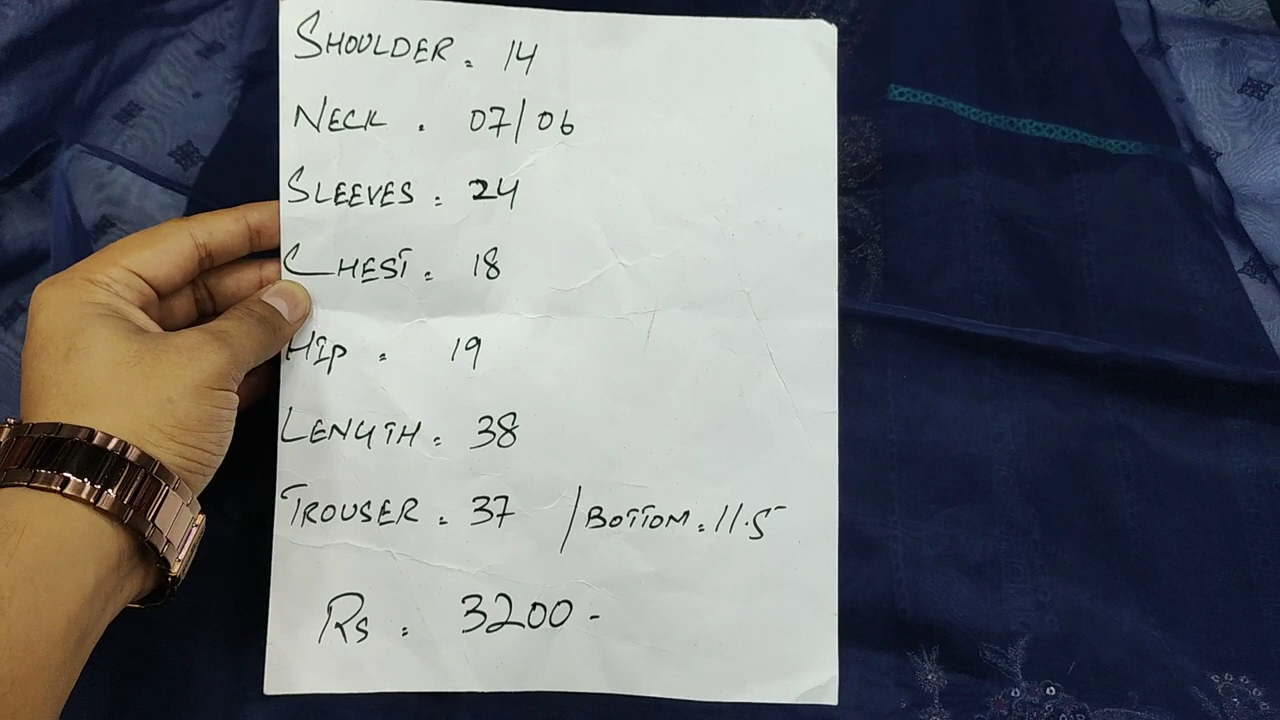 SHOULDER = 14
NECK = 07/06
SLEEVES = 24
CHEST = 18
HIP = 19
LENGTH = 38
TROUSER = 37 / BOTTOM = 11.5
Rs = 3200-